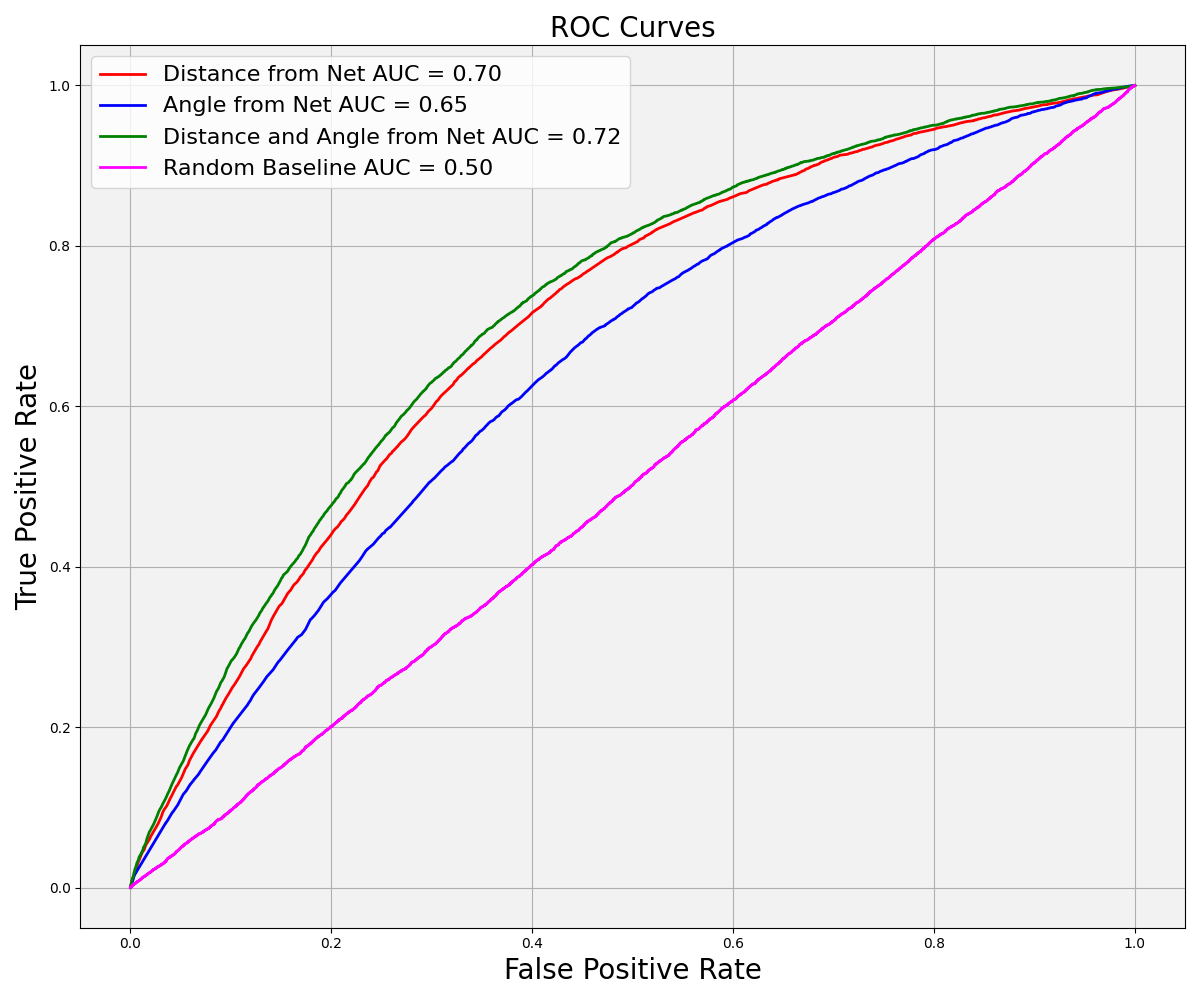 ROC Curves
Distance from Net AUC = 0.70
Angle from Net AUC = 0.65
Distance and Angle from Net AUC = 0.72
Random Baseline AUC = 0.50
True Positive Rate
1.0
0.8
0.6
0.4
0.2
0.0
0.0 0.2 0.4 0.6 0.8 1.0
False Positive Rate